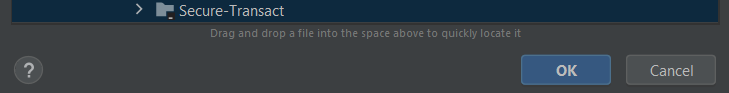 Secure-Transact
Drag and drop a file into the space above to quickly locate it
?
OK
Cancel